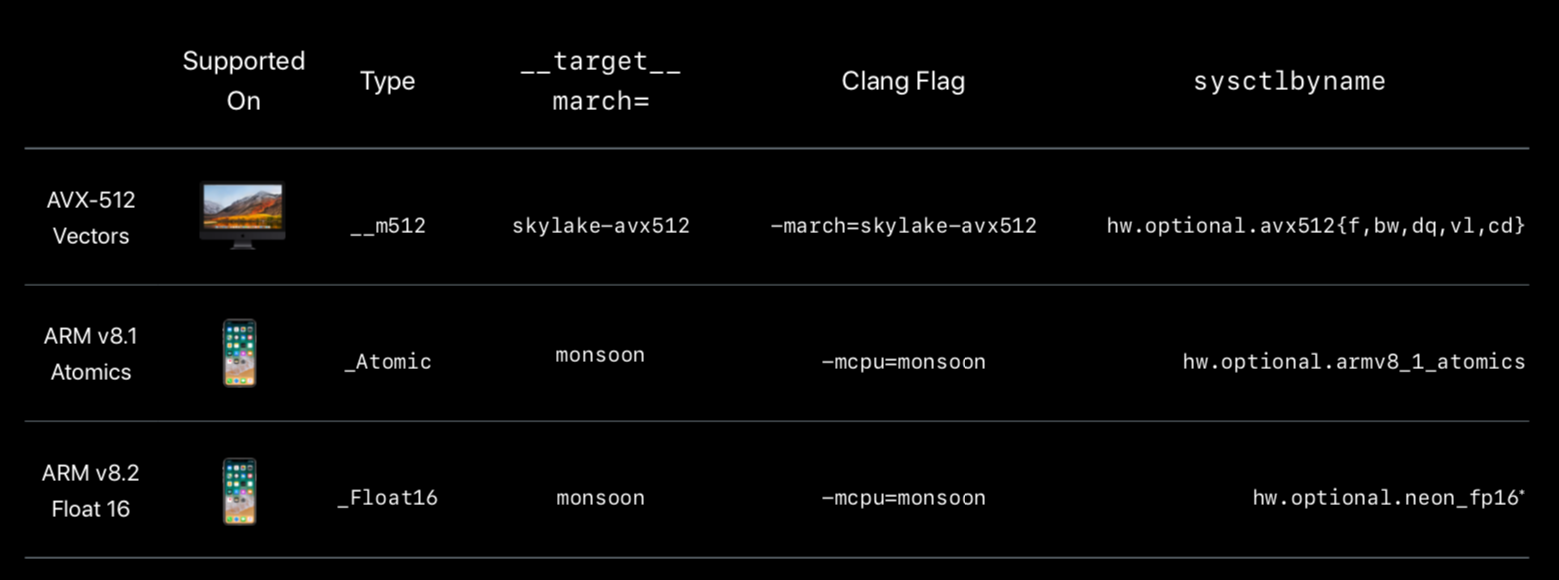 Supported
On
Type
__target__
march=
Clang Flag
sysctlbyname
AVX-512
Vectors
__m512
skylake-avx512
-march=skylake-avx512
hw.optional.avx512{f,bw,dq,vl,cd}
ARM v8.1
Atomics
_Atomic
monsoon
-mcpu=monsoon
hw.optional.armv8_1_atomics
ARM v8.2
Float 16
_Float16
monsoon
-mcpu=monsoon
hw.optional.neon_fp16*